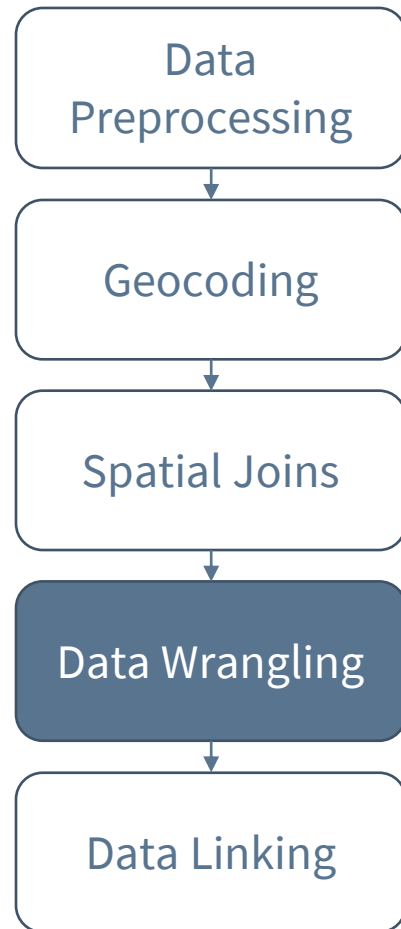 Data
Preprocessing
Geocoding
Spatial Joins
Data Wrangling
Data Linking